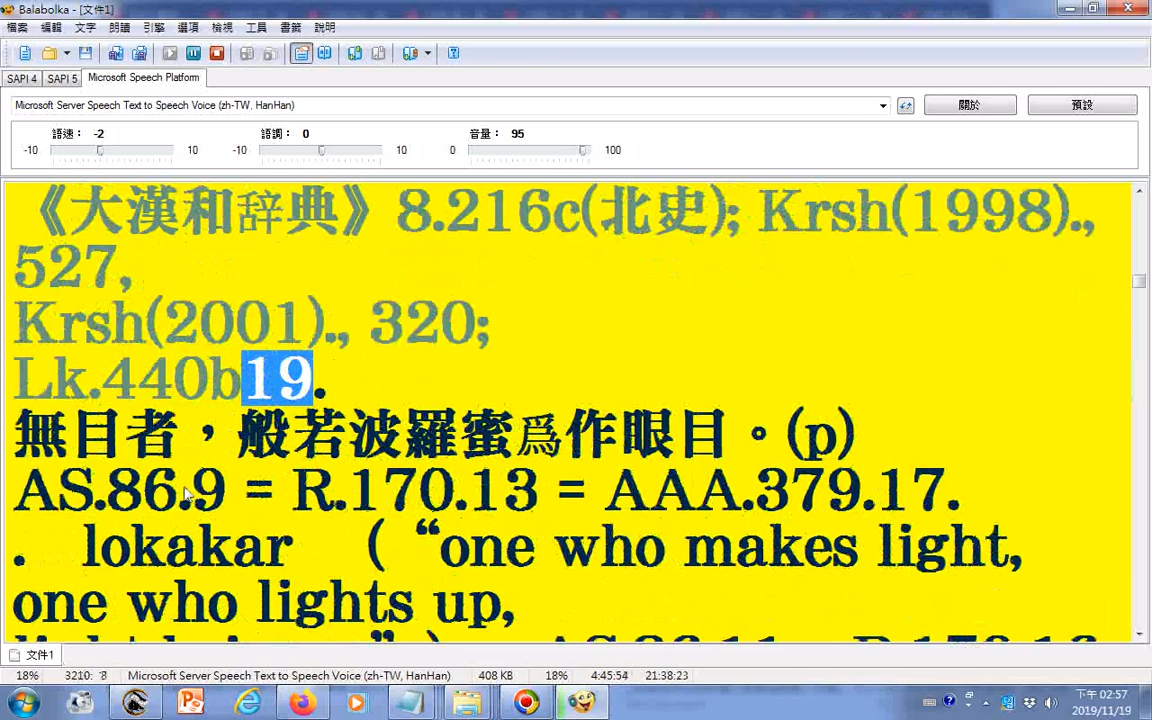 Balabolka - [文件1]
檔案 編輯 文字 朗讀 引擎 選項 檢視 工具 書籤 說明
SAPI 4 SAPI 5 Microsoft Speech Platform
Microsoft Server Speech Text to Speech Voice (zh-TW, HanHan) 關於 預設
語速： -2 語調： 0 音量： 95
-10 10 -10 10 0 100
《大漢和辞典》 8.216c(北史); Krsh(1998).,
527,
Krsh(2001)., 320;
Lk.440b19.
無目者，般若波羅蜜爲作眼目。(p)
AS.86.9 = R.170.13 = AAA.379.17.
. lokakar (“one who makes light,
one who lights up,
文件1
18% 3210: Microsoft Server Speech Text to Speech Voice (zh-TW, HanHan) 408 KB 18% 4:45:54 21:38:23
下午 02:57
2019/11/19